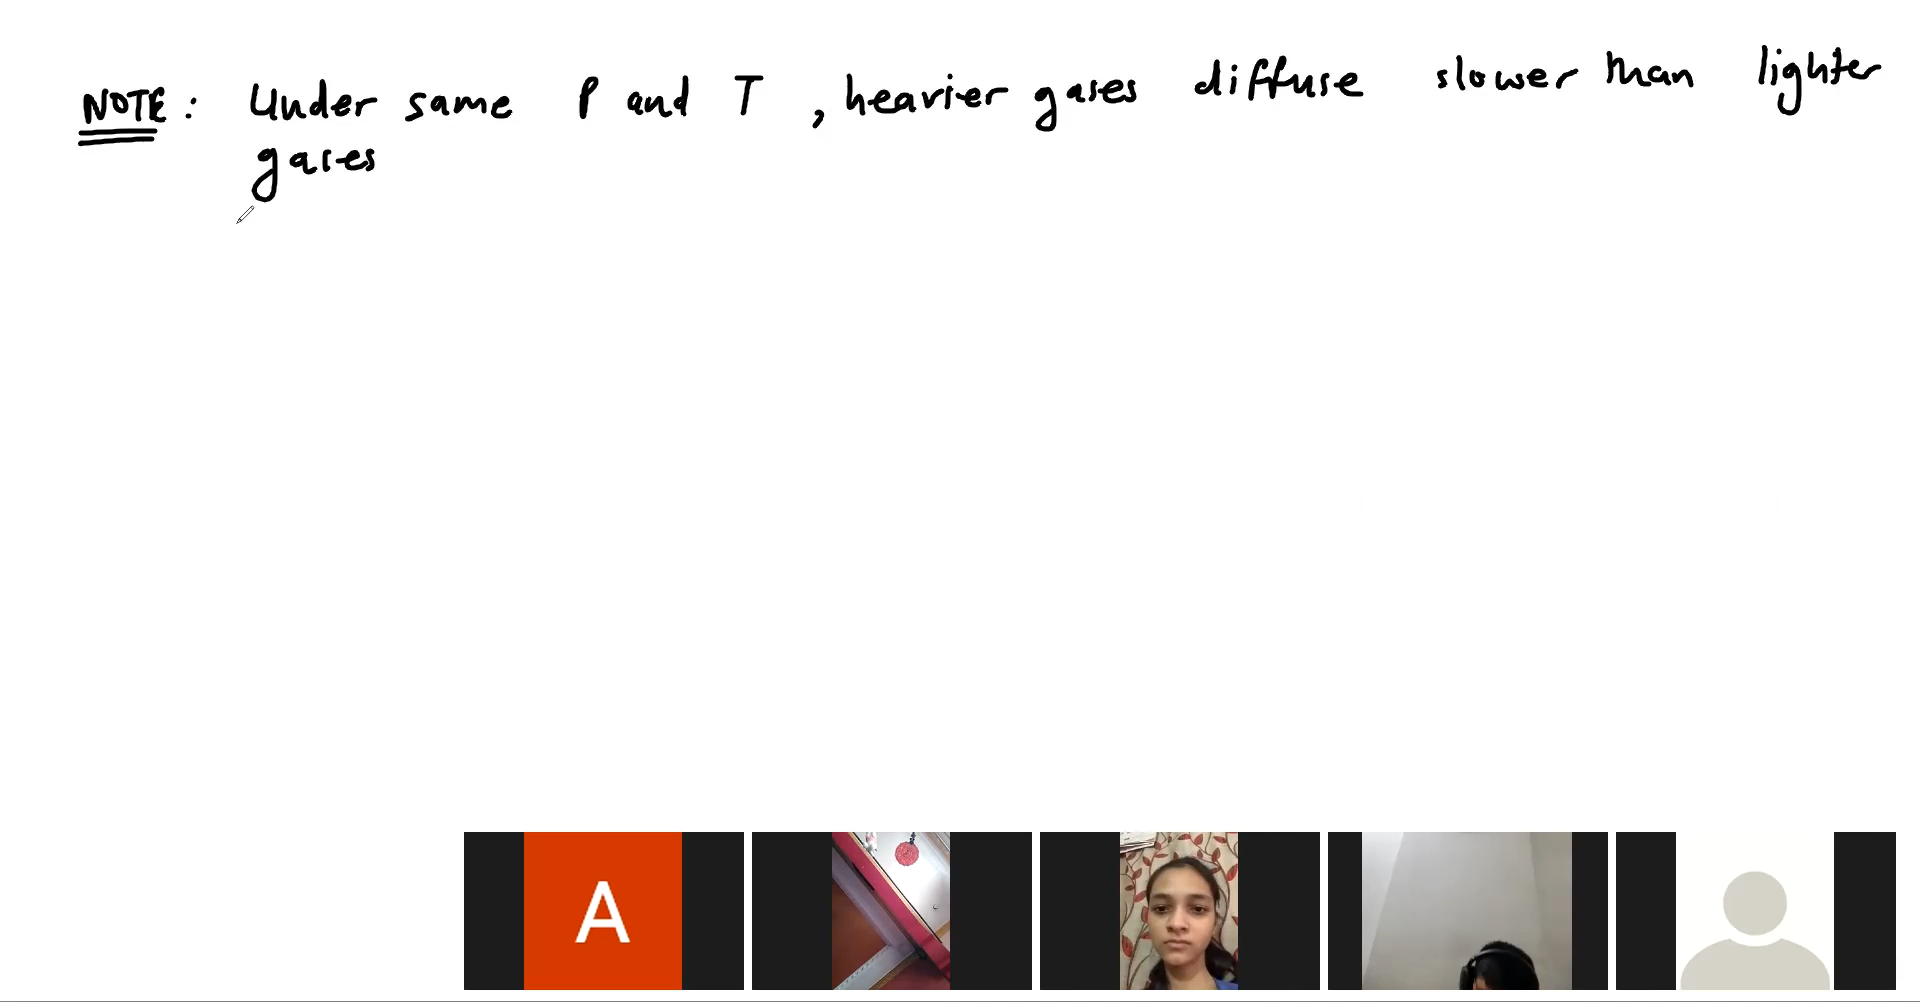 NOTE: Under same P and T, heavier gases diffuse slower than lighter
gases
A